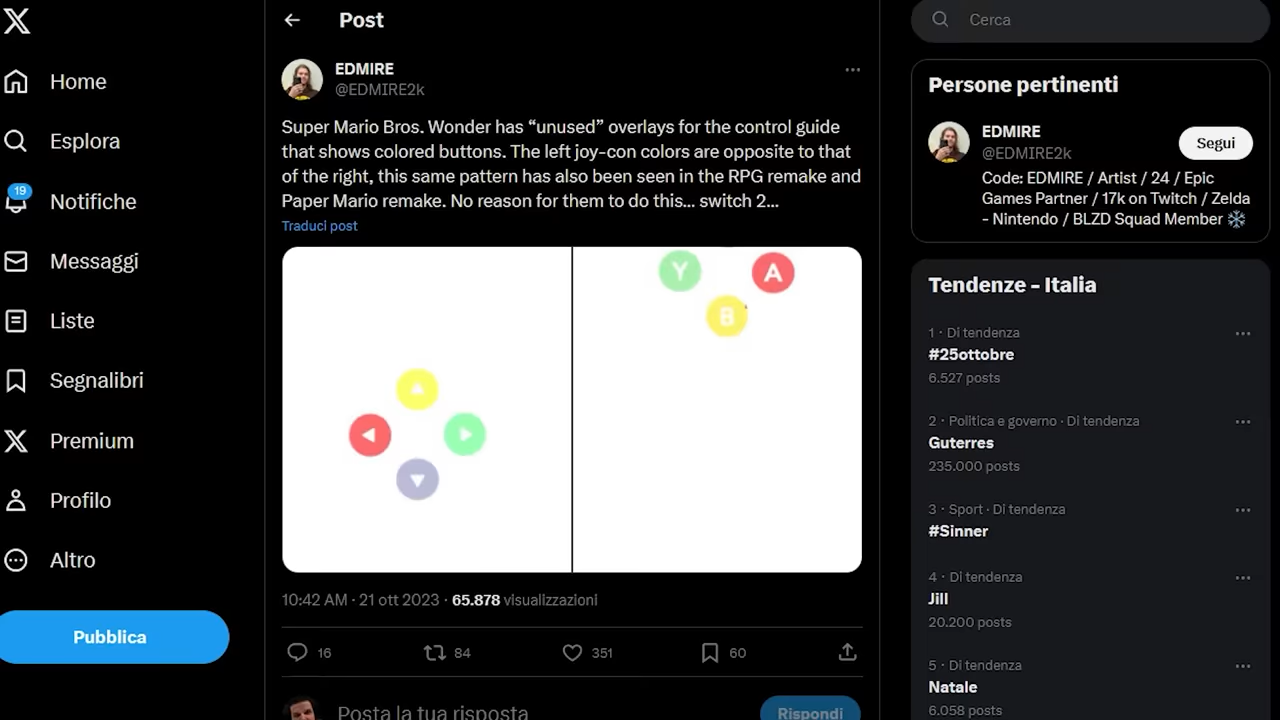 Post
Cerca
Home
Esplora
19
Notifiche
Messaggi
Liste
Segnalibri
Premium
Profilo
Altro
Pubblica
EDMIRE
@EDMIRE2k
Super Mario Bros. Wonder has “unused” overlays for the control guide
that shows colored buttons. The left joy-con colors are opposite to that
of the right, this same pattern has also been seen in the RPG remake and
Paper Mario remake. No reason for them to do this... switch 2...
Traduci post
Y
A
B
10:42 AM · 21 ott 2023 · 65.878 visualizzazioni
16 84 351 60
Posta la tua risposta
Rispondi
Persone pertinenti
EDMIRE
@EDMIRE2k
Segui
Code: EDMIRE / Artist / 24 / Epic
Games Partner / 17k on Twitch / Zelda
- Nintendo / BLZD Squad Member
Tendenze - Italia
1 · Di tendenza
#25ottobre
6.527 posts
2 · Politica e governo · Di tendenza
Guterres
235.000 posts
3 · Sport · Di tendenza
#Sinner
4 · Di tendenza
Jill
20.200 posts
5 · Di tendenza
Natale
6.058 posts